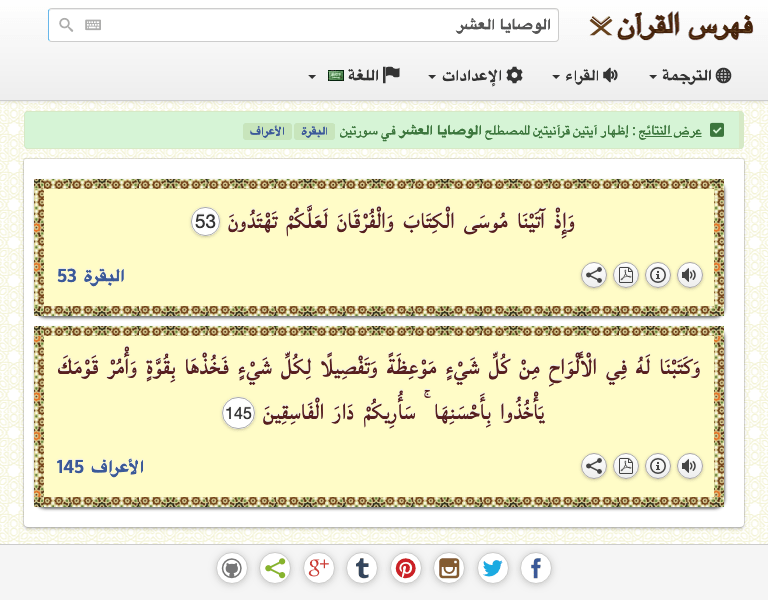 فهرس القرآن
الوصايا العشر
الترجمة القراء الإعدادات اللغة
عرض النتائج : إظهار آيتين قرآنيتين للمصطلح الوصايا العشر في سورتين البقرة الأعراف
وَإِذْ آتَيْنَا مُوسَى الْكِتَابَ وَالْفُرْقَانَ لَعَلَّكُمْ تَهْتَدُونَ 53
البقرة 53
وَكَتَبْنَا لَهُ فِي الْأَلْوَاحِ مِنْ كُلِّ شَيْءٍ مَوْعِظَةً وَتَفْصِيلًا لِكُلِّ شَيْءٍ فَخُذْهَا بِقُوَّةٍ وَأْمُرْ قَوْمَكَ
يَأْخُذُوا بِأَحْسَنِهَا ۚ سَأُرِيكُمْ دَارَ الْفَاسِقِينَ 145
الأعراف 145